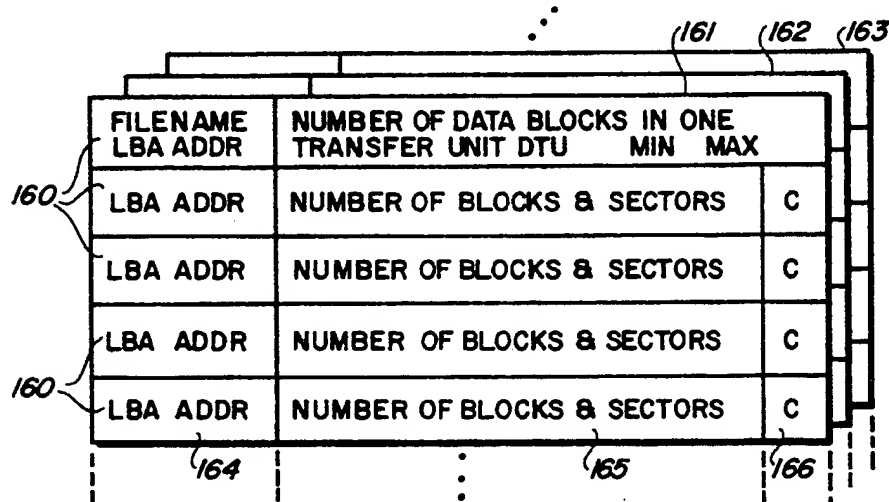 161 162 163
FILENAME NUMBER OF DATA BLOCKS IN ONE
LBA ADDR TRANSFER UNIT DTU MIN MAX
160 LBA ADDR NUMBER OF BLOCKS & SECTORS C
LBA ADDR NUMBER OF BLOCKS & SECTORS C
LBA ADDR NUMBER OF BLOCKS & SECTORS C
160 LBA ADDR NUMBER OF BLOCKS & SECTORS C
164 165 166